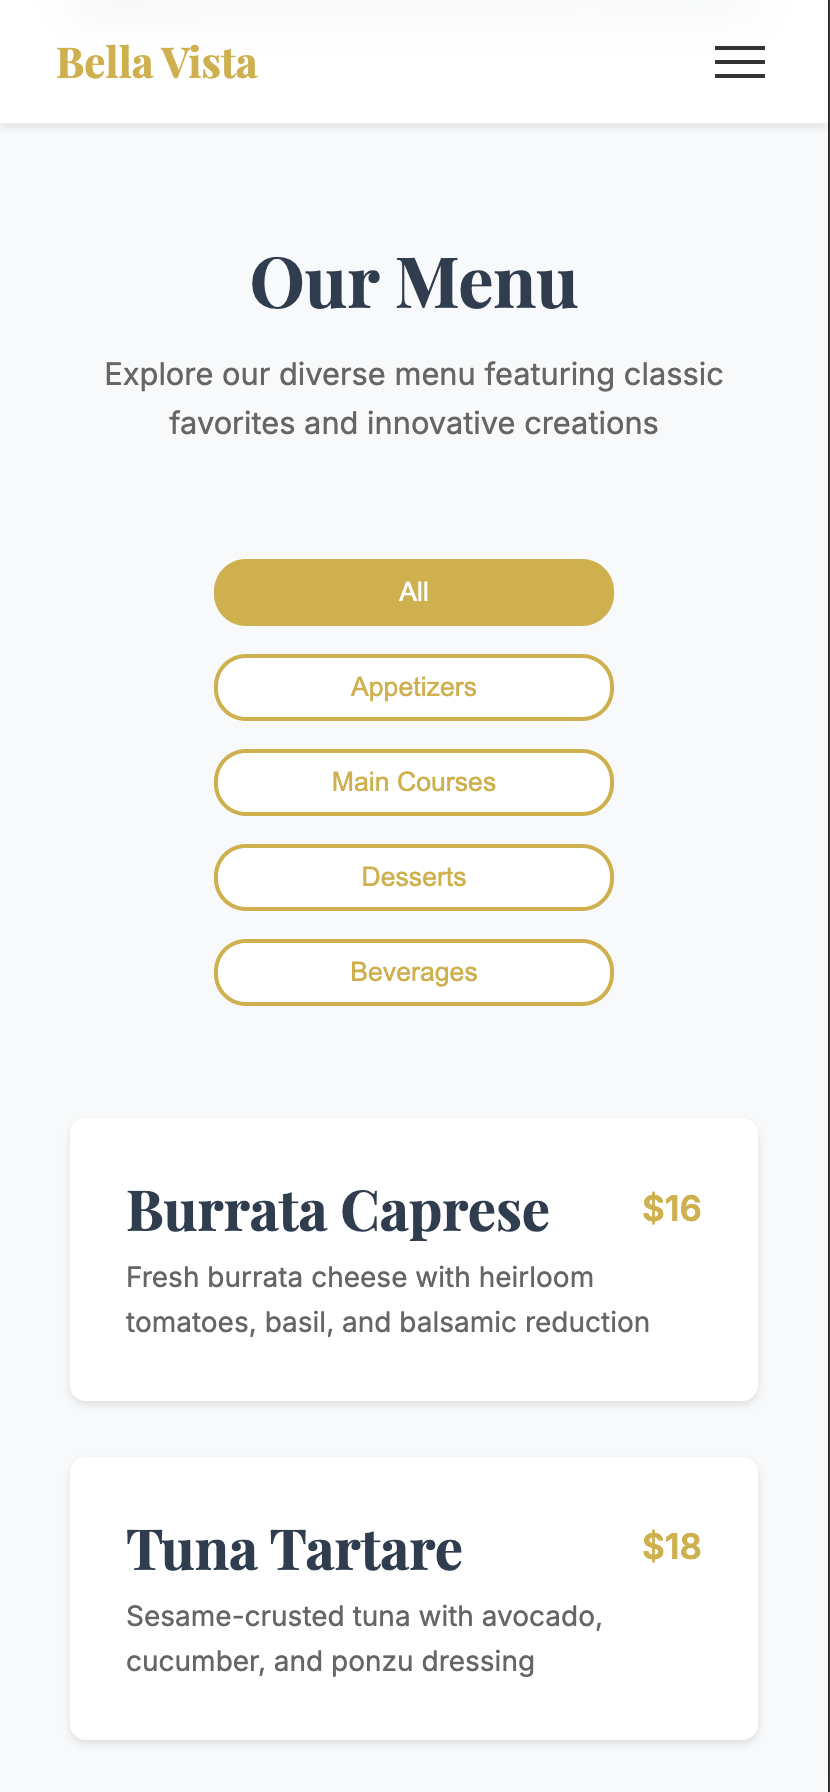 Bella Vista
Our Menu
Explore our diverse menu featuring classic
favorites and innovative creations
All
Appetizers
Main Courses
Desserts
Beverages
Burrata Caprese
$16
Fresh burrata cheese with heirloom
tomatoes, basil, and balsamic reduction
Tuna Tartare
$18
Sesame-crusted tuna with avocado,
cucumber, and ponzu dressing